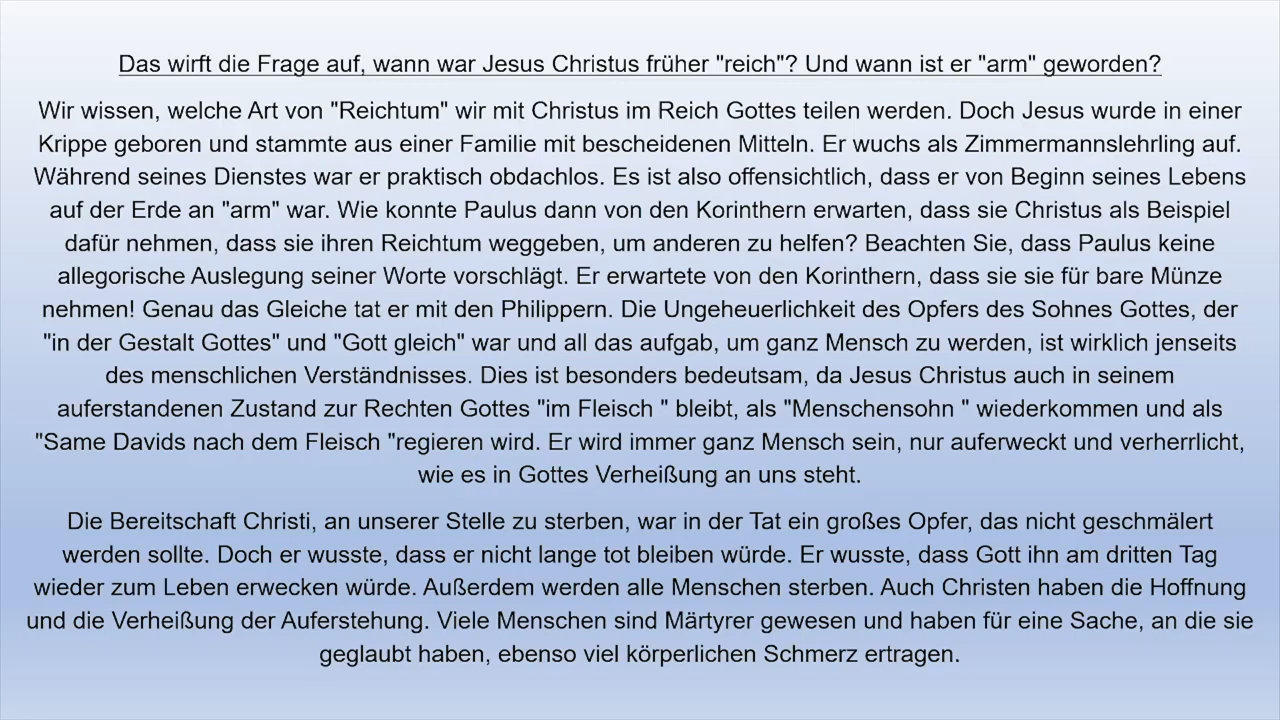 Das wirft die Frage auf, wann war Jesus Christus früher "reich"? Und wann ist er "arm" geworden?
Wir wissen, welche Art von "Reichtum" wir mit Christus im Reich Gottes teilen werden. Doch Jesus wurde in einer
Krippe geboren und stammte aus einer Familie mit bescheidenen Mitteln. Er wuchs als Zimmermannslehrling auf.
Während seines Dienstes war er praktisch obdachlos. Es ist also offensichtlich, dass er von Beginn seines Lebens
auf der Erde an "arm" war. Wie konnte Paulus dann von den Korinthern erwarten, dass sie Christus als Beispiel
dafür nehmen, dass sie ihren Reichtum weggeben, um anderen zu helfen? Beachten Sie, dass Paulus keine
allegorische Auslegung seiner Worte vorschlägt. Er erwartete von den Korinthern, dass sie sie für bare Münze
nehmen! Genau das Gleiche tat er mit den Philippern. Die Ungeheuerlichkeit des Opfers des Sohnes Gottes, der
"in der Gestalt Gottes" und "Gott gleich" war und all das aufgab, um ganz Mensch zu werden, ist wirklich jenseits
des menschlichen Verständnisses. Dies ist besonders bedeutsam, da Jesus Christus auch in seinem
auferstandenen Zustand zur Rechten Gottes "im Fleisch " bleibt, als "Menschensohn " wiederkommen und als
"Same Davids nach dem Fleisch "regieren wird. Er wird immer ganz Mensch sein, nur auferweckt und verherrlicht,
wie es in Gottes Verheißung an uns steht.
Die Bereitschaft Christi, an unserer Stelle zu sterben, war in der Tat ein großes Opfer, das nicht geschmälert
werden sollte. Doch er wusste, dass er nicht lange tot bleiben würde. Er wusste, dass Gott ihn am dritten Tag
wieder zum Leben erwecken würde. Außerdem werden alle Menschen sterben. Auch Christen haben die Hoffnung
und die Verheißung der Auferstehung. Viele Menschen sind Märtyrer gewesen und haben für eine Sache, an die sie
geglaubt haben, ebenso viel körperlichen Schmerz ertragen.